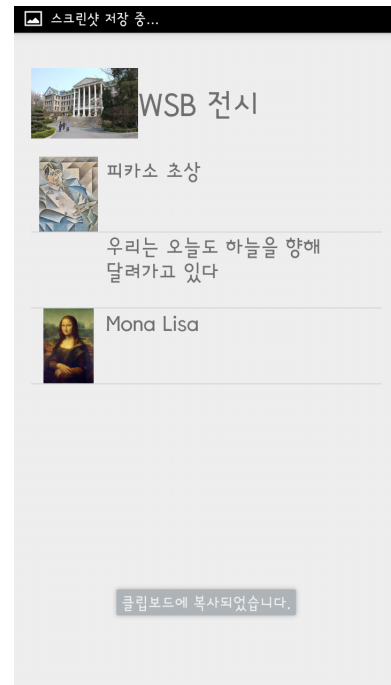 스크린샷 저장 중...
WSB 전시
피카소 초상
우리는 오늘도 하늘을 향해
달려가고 있다
Mona Lisa
클립보드에 복사되었습니다.